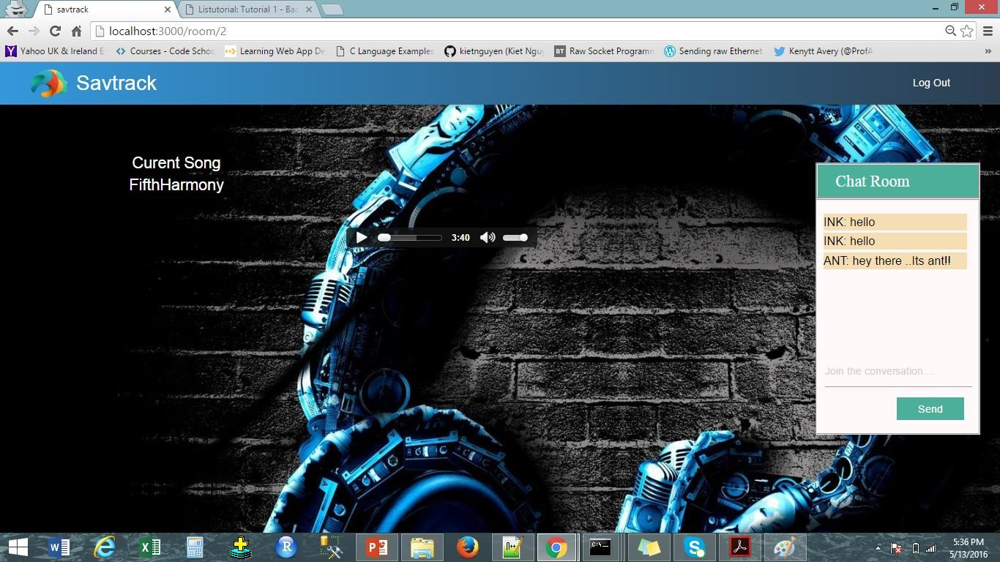 savtrack
Listutorial: Tutorial 1 - Bac
localhost:3000/room/2
Yahoo UK & Ireland E
Courses - Code Schoo
Learning Web App De
C Language Examples
kietnguyen (Kiet Ngu
BT
Raw Socket Programm
Sending raw Ethernet
Kenytt Avery (@ProfA
»
Savtrack
Log Out
Curent Song
FifthHarmony
3:40
Chat Room
INK: hello
INK: hello
ANT: hey there ..Its ant!!
Join the conversation....
Send
5:36 PM
5/13/2016